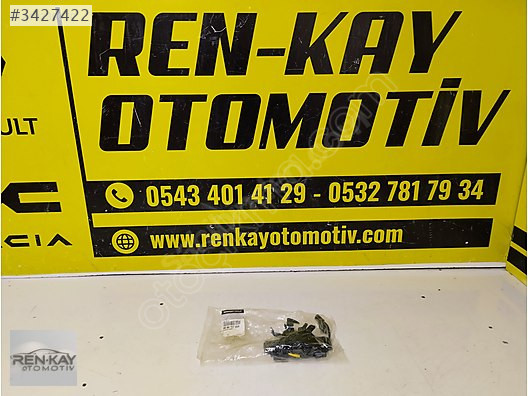 #3427422
REN-KAY
OTOMOTİV
ULT
CIA
0543 401 41 29 - 0532 781 79 34
www.renkayotomotiv.com
REN-KAY
OTOMOTİV